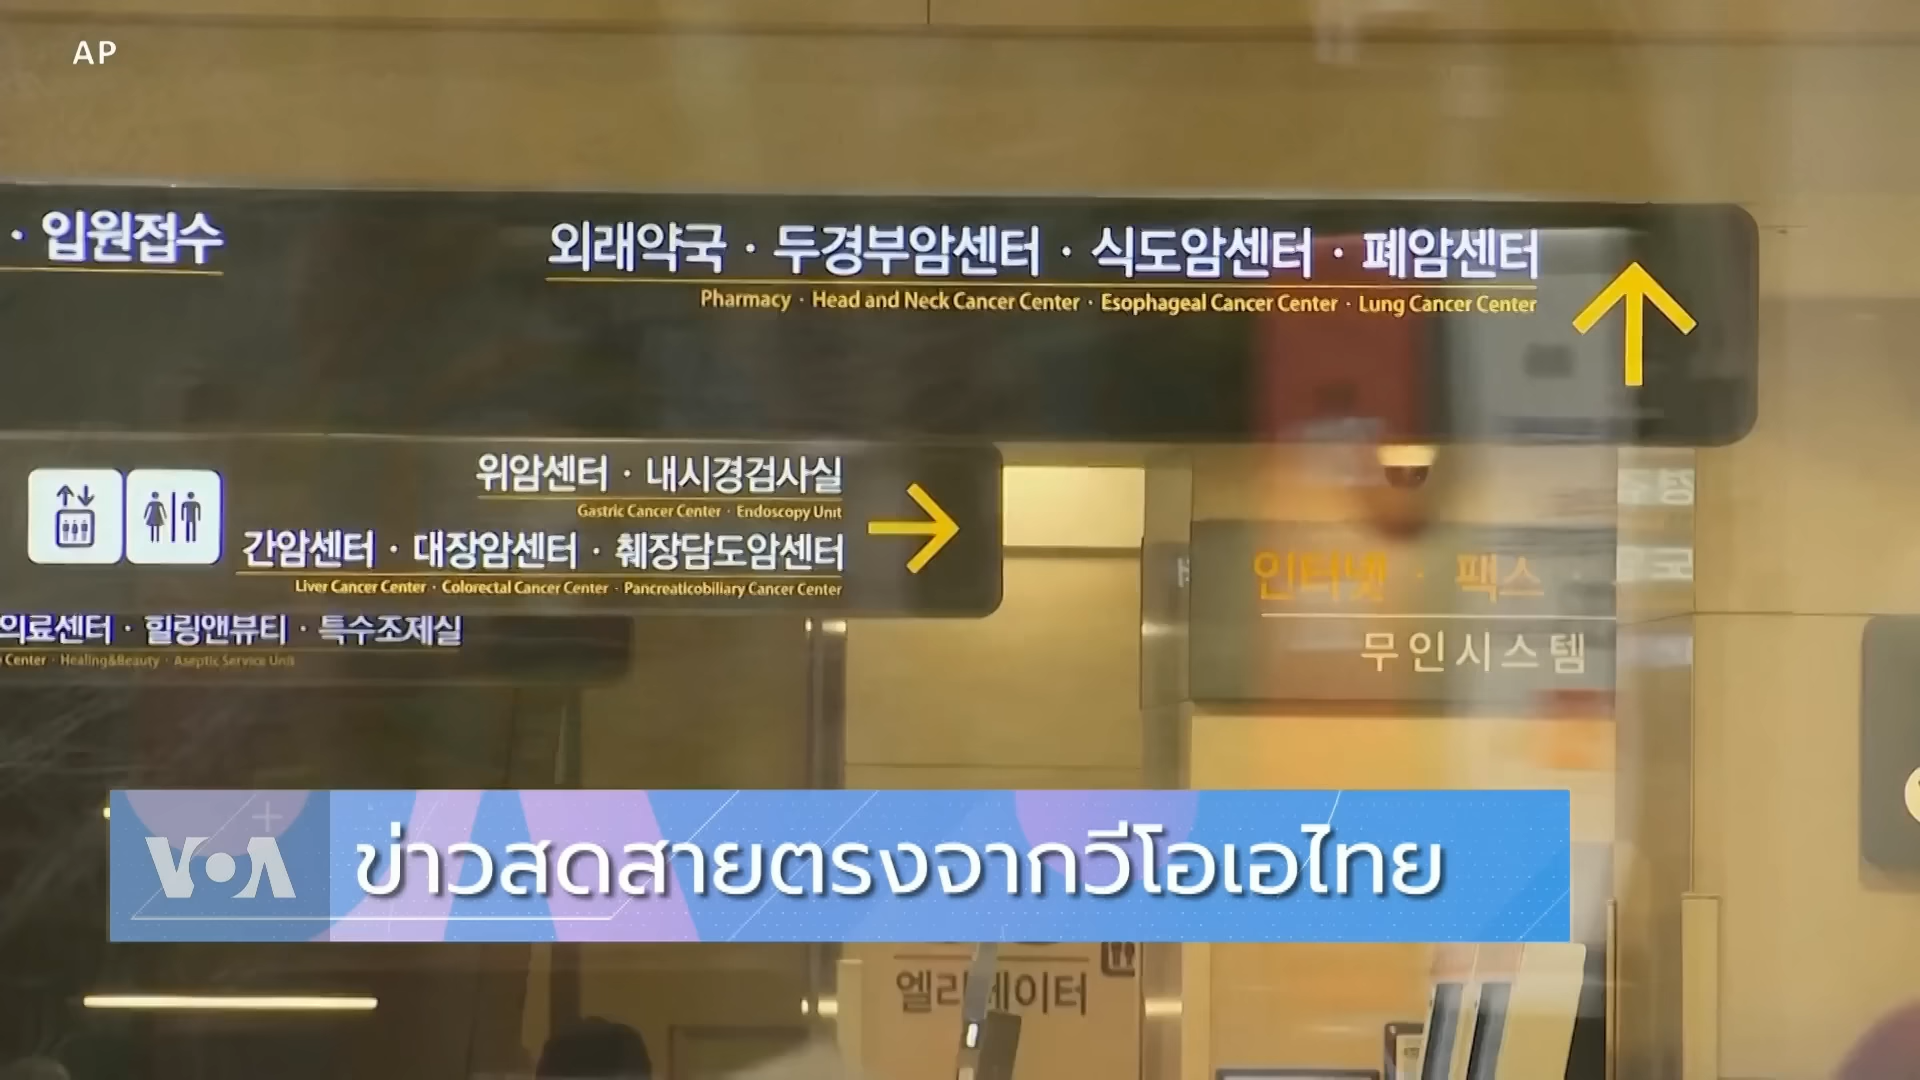 AP
· 입원접수
외래약국 · 두경부암센터 · 식도암센터 · 폐암센터
Pharmacy · Head and Neck Cancer Center · Esophageal Cancer Center · Lung Cancer Center
위암센터 · 내시경검사실
Gastric Cancer Center · Endoscopy Unit
간암센터 · 대장암센터 · 췌장담도암센터
Liver Cancer Center · Colorectal Cancer Center · Pancreaticobiliary Cancer Center
의료센터 · 힐링앤뷰티 · 특수조제실
Center · Healing&Beauty · Aseptic Service Unit
인터넷 · 팩스
무인시스템
VOA ข่าวสดสายตรงจากวีโอเอไทย
엘리베이터